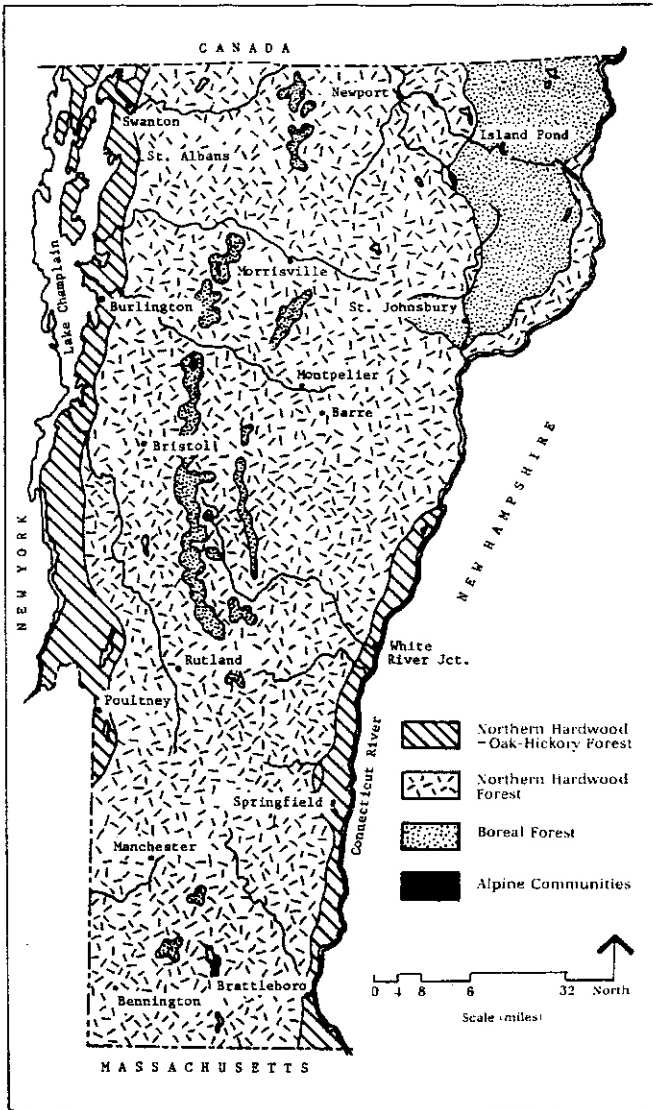 CANADA
Newport
Swanton
Island Pond
St. Albans
Lake Champlain
Morrisville
Burlington
St. Johnsbury
Montpelier
Barre
Bristol
NEW YORK
NEW HAMPSHIRE
White
River Jct.
Rutland
Poultney
Northern Hardwood
-Oak-Hickory Forest
Northern Hardwood
Forest
Springfield
Connecticut River
Boreal Forest
Manchester
Alpine Communities
Brattleboro
Bennington
0 4 8 6 32 North
Scale (miles)
MASSACHUSETTS